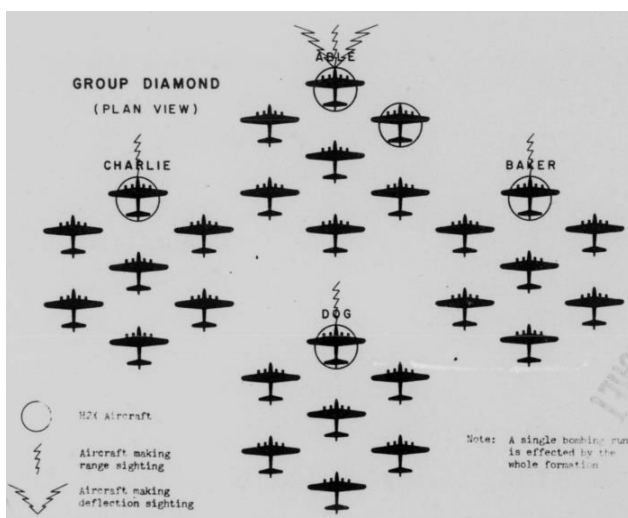 ABLE
GROUP DIAMOND
(PLAN VIEW)
CHARLIE
BAKER
DOG
H2X Aircraft
Aircraft making
range sighting
Aircraft making
deflection sighting
Note: A single bombing run
is effected by the
whole formation